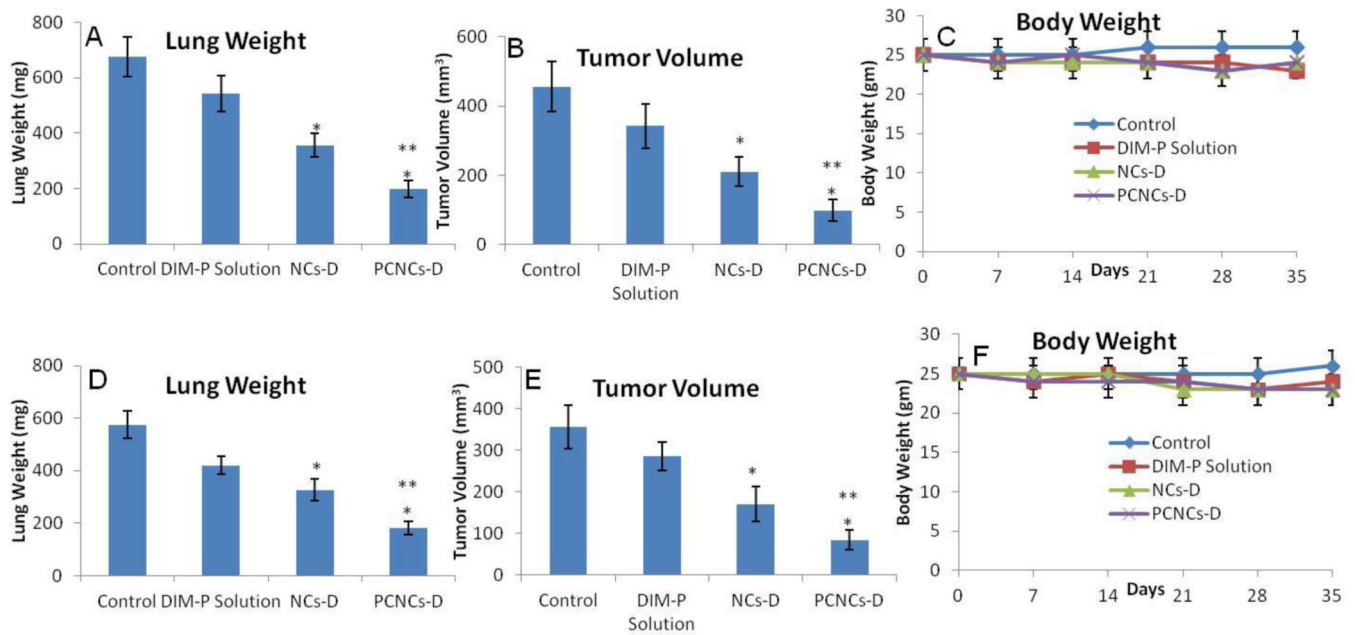 A
Lung Weight
Lung Weight (mg)
800
600
400
200
0
*
**
*
Control DIM-P Solution NCs-D PCNCs-D
B
Tumor Volume
Tumor Volume (mm³)
600
400
200
0
*
**
*
Control DIM-P NCs-D PCNCs-D
Solution
C
Body Weight
Body Weight (gm)
30
25
20
15
10
5
0
Control
DIM-P Solution
NCs-D
PCNCs-D
0 7 14 21 28 35
Days
D
Lung Weight
Lung Weight (mg)
800
600
400
200
0
*
**
*
Control DIM-P Solution NCs-D PCNCs-D
E
Tumor Volume
Tumor Volume (mm³)
500
400
300
200
100
0
*
**
*
Control DIM-P NCs-D PCNCs-D
Solution
F
Body Weight
Body Weight (gm)
30
25
20
15
10
5
0
Control
DIM-P Solution
NCs-D
PCNCs-D
0 7 14 21 28 35
Days